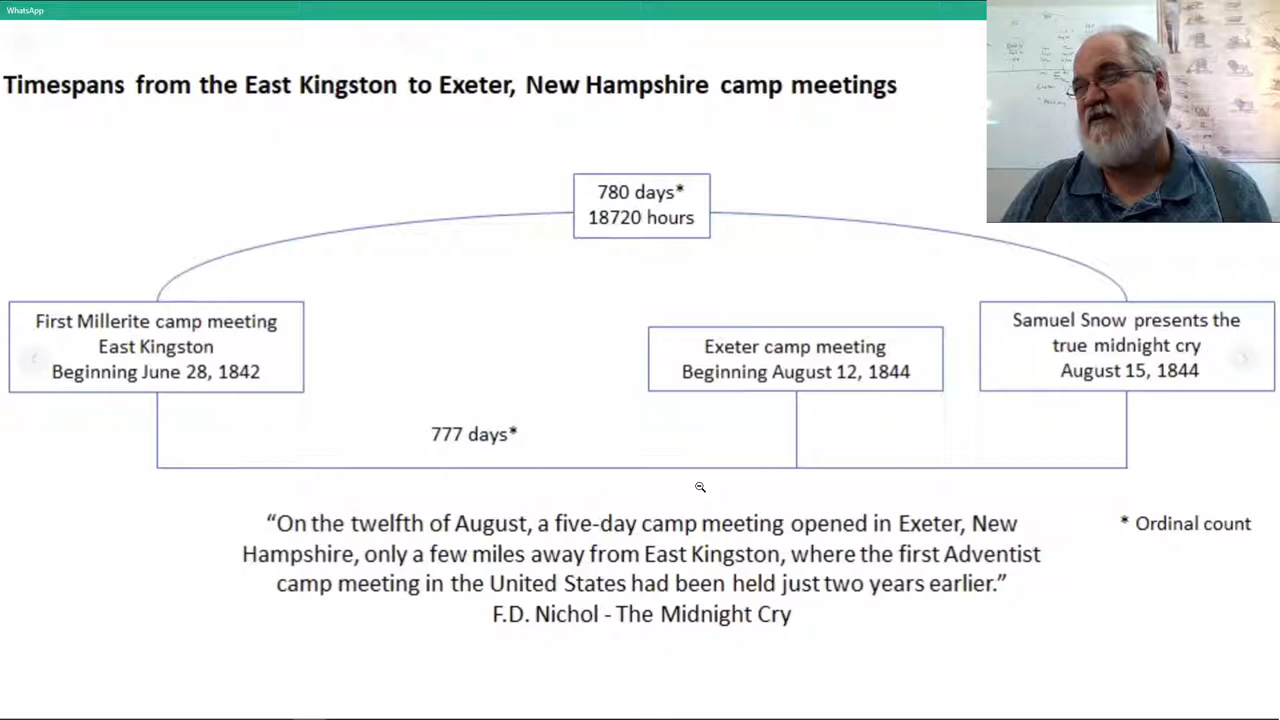 WhatsApp
Timespans from the East Kingston to Exeter, New Hampshire camp meetings
780 days*
18720 hours
First Millerite camp meeting
East Kingston
Beginning June 28, 1842
Exeter camp meeting
Beginning August 12, 1844
Samuel Snow presents the
true midnight cry
August 15, 1844
777 days*
“On the twelfth of August, a five-day camp meeting opened in Exeter, New
Hampshire, only a few miles away from East Kingston, where the first Adventist
camp meeting in the United States had been held just two years earlier.”
F.D. Nichol - The Midnight Cry
* Ordinal count